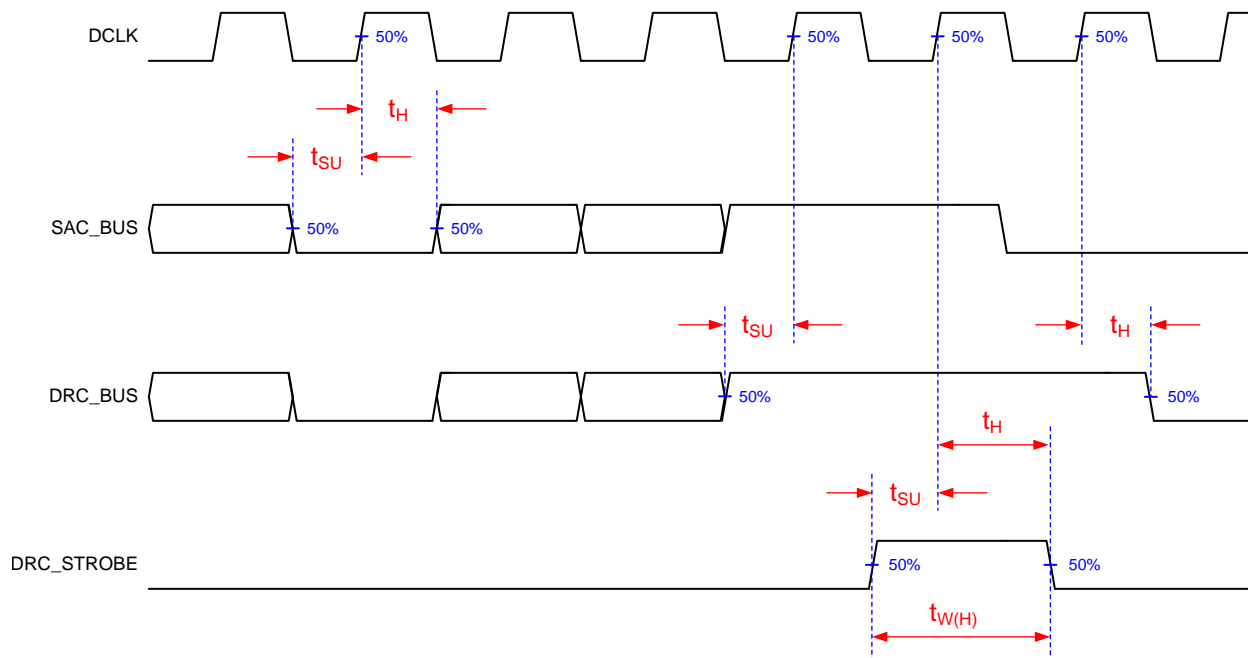 DCLK
50%
50%
50%
50%
tH
tSU
SAC_BUS
50%
50%
tSU
tH
DRC_BUS
50%
50%
tH
tSU
DRC_STROBE
50%
50%
tW(H)